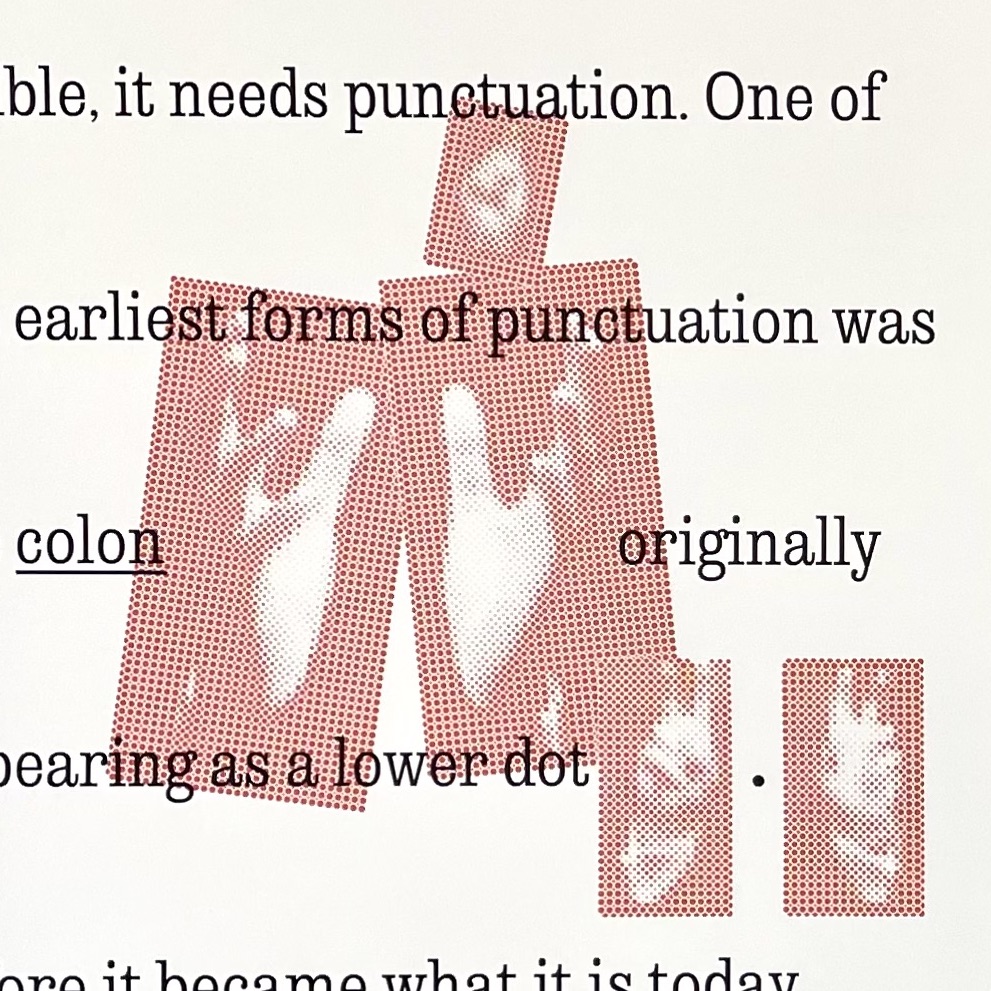 ble, it needs punctuation. One of
earliest forms of punctuation was
colon originally
pearing as a lower dot .
ore it became what it is today